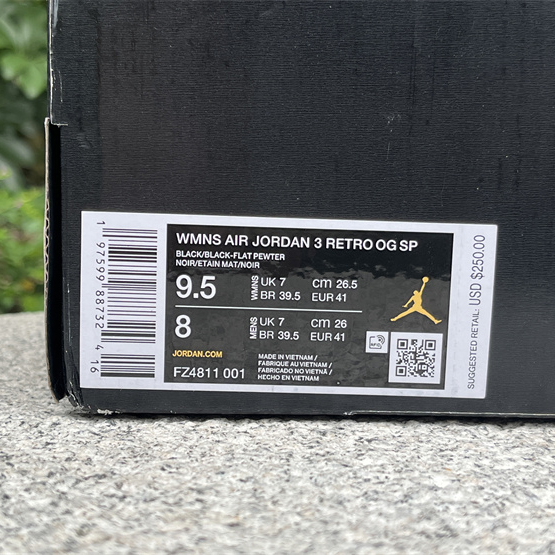 WMNS AIR JORDAN 3 RETRO OG SP
BLACK/BLACK-FLAT PEWTER
NOIR/ETAIN MAT/NOIR
9.5 WMNS UK 7 cm 26.5
BR 39.5 EUR 41
8 MENS UK 7 cm 26
BR 39.5 EUR 41
JORDAN.COM
FZ4811 001
MADE IN VIETNAM /
FABRIQUE AU VIETNAM /
FABRICADO NO VIETNÃ /
HECHO EN VIETNAM
1 97599 88732 4 16
SUGGESTED RETAIL: USD $250.00